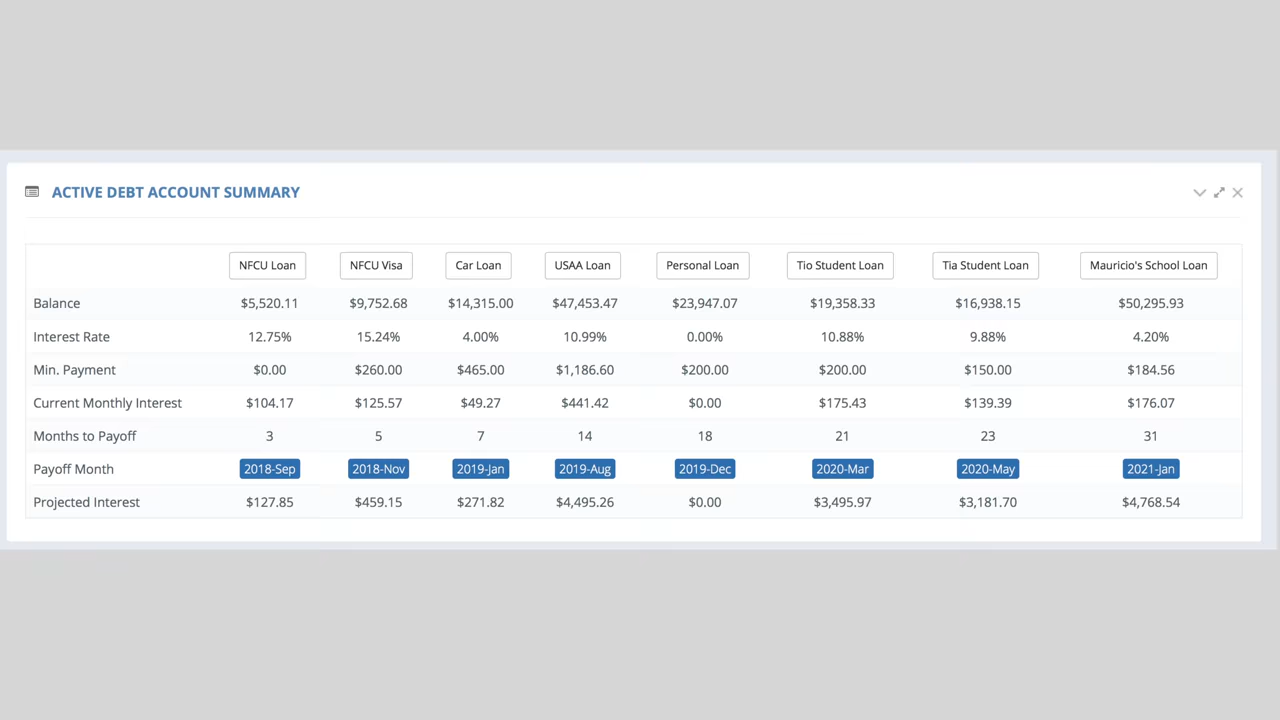 ACTIVE DEBT ACCOUNT SUMMARY
NFCU Loan NFCU Visa Car Loan USAA Loan Personal Loan Tio Student Loan Tia Student Loan Mauricio's School Loan
Balance $5,520.11 $9,752.68 $14,315.00 $47,453.47 $23,947.07 $19,358.33 $16,938.15 $50,295.93
Interest Rate 12.75% 15.24% 4.00% 10.99% 0.00% 10.88% 9.88% 4.20%
Min. Payment $0.00 $260.00 $465.00 $1,186.60 $200.00 $200.00 $150.00 $184.56
Current Monthly Interest $104.17 $125.57 $49.27 $441.42 $0.00 $175.43 $139.39 $176.07
Months to Payoff 3 5 7 14 18 21 23 31
Payoff Month 2018-Sep 2018-Nov 2019-Jan 2019-Aug 2019-Dec 2020-Mar 2020-May 2021-Jan
Projected Interest $127.85 $459.15 $271.82 $4,495.26 $0.00 $3,495.97 $3,181.70 $4,768.54